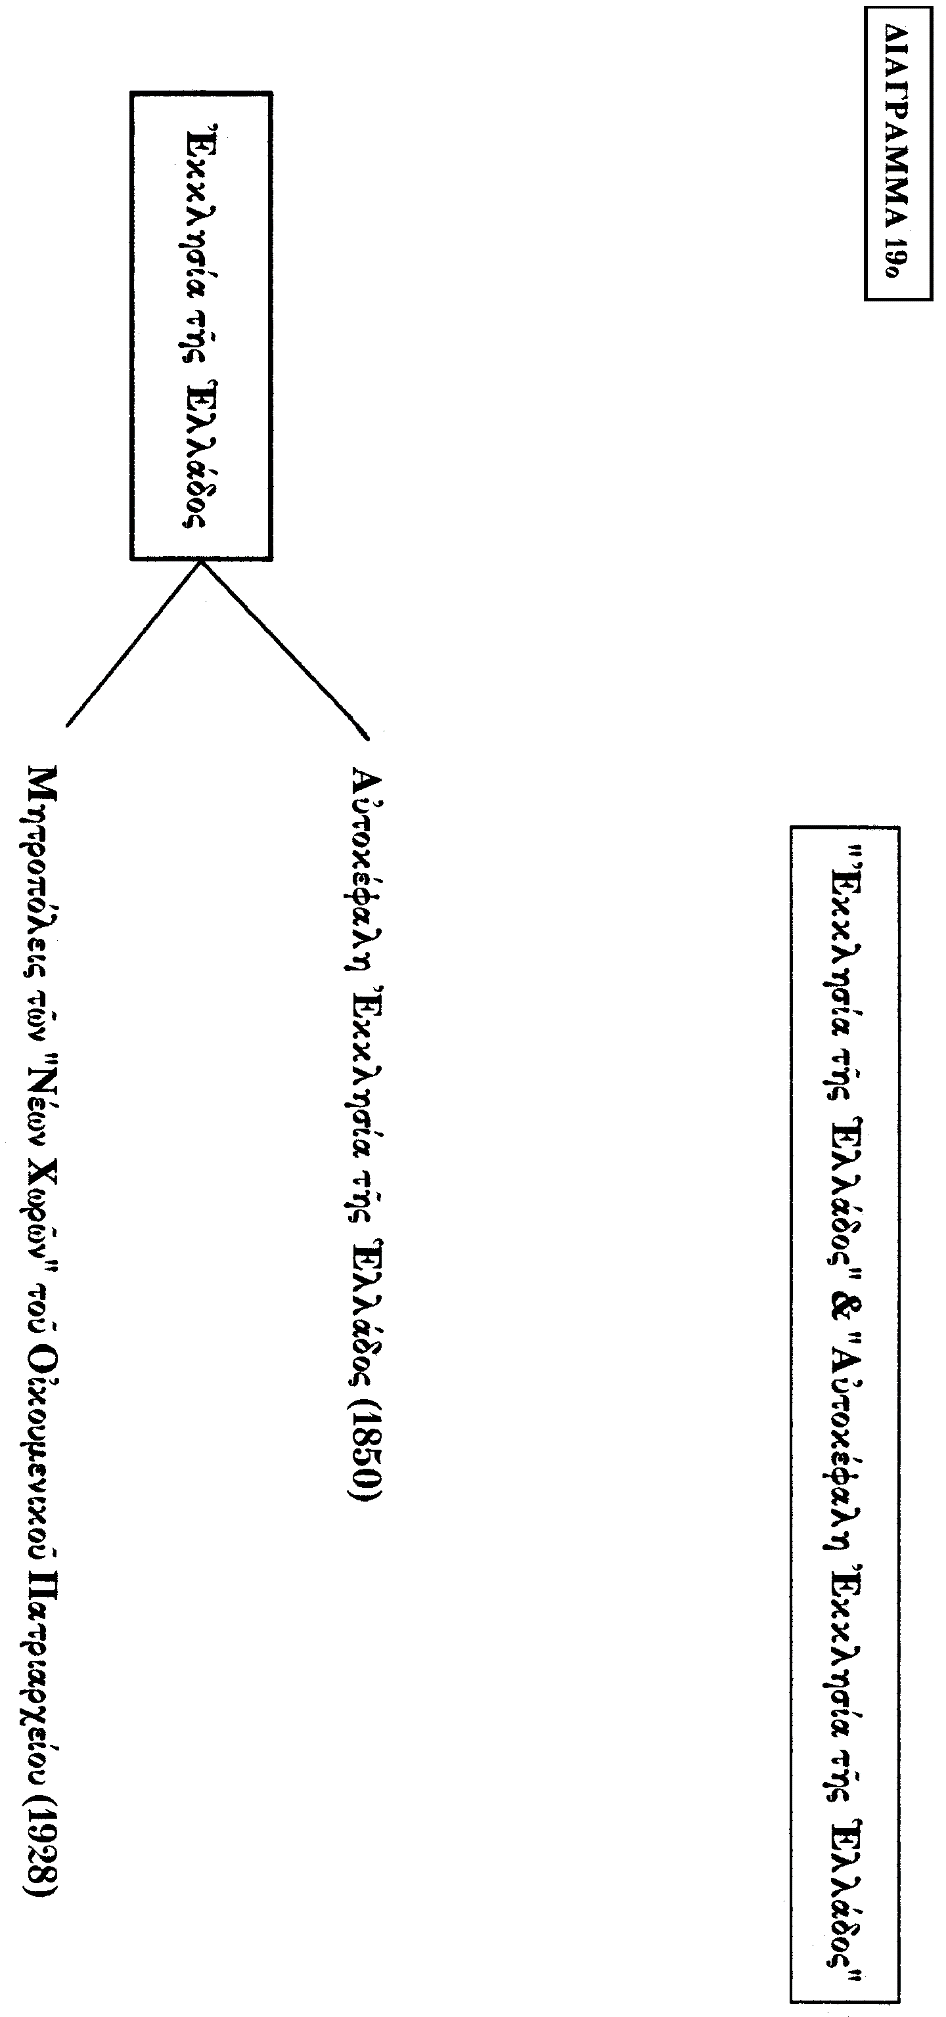 ΔΙΑΓΡΑΜΜΑ 19ο
"Ἐκκλησία τῆς Ἑλλάδος" & "Αὐτοκέφαλη Ἐκκλησία τῆς Ἑλλάδος"
Ἐκκλησία τῆς Ἑλλάδος
Αὐτοκέφαλη Ἐκκλησία τῆς Ἑλλάδος (1850)
Μητροπόλεις τῶν "Νέων Χωρῶν" τοῦ Οἰκουμενικοῦ Πατριαρχείου (1928)